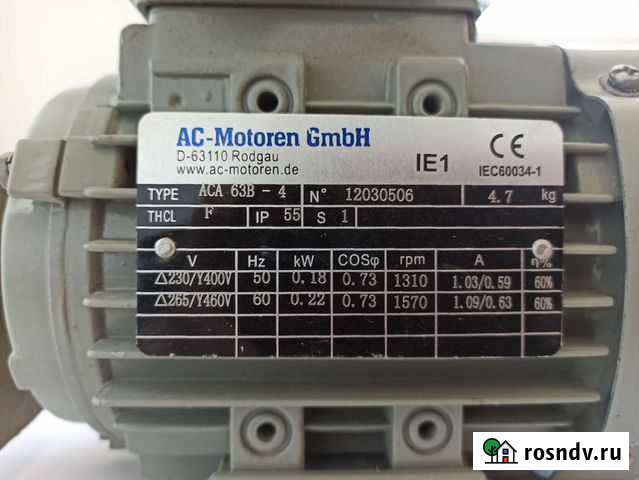 AC-Motoren GmbH
D-63110 Rodgau
www.ac-motoren.de
IE1
CE
IEC60034-1
TYPE ACA 63B - 4 N° 12030506 4.7 kg
THCL F IP 55 S 1
V Hz kW COSφ rpm A η%
△230/Y400V 50 0.18 0.73 1310 1.03/0.59 60%
△265/Y460V 60 0.22 0.73 1570 1.09/0.63 60%
rosndv.ru